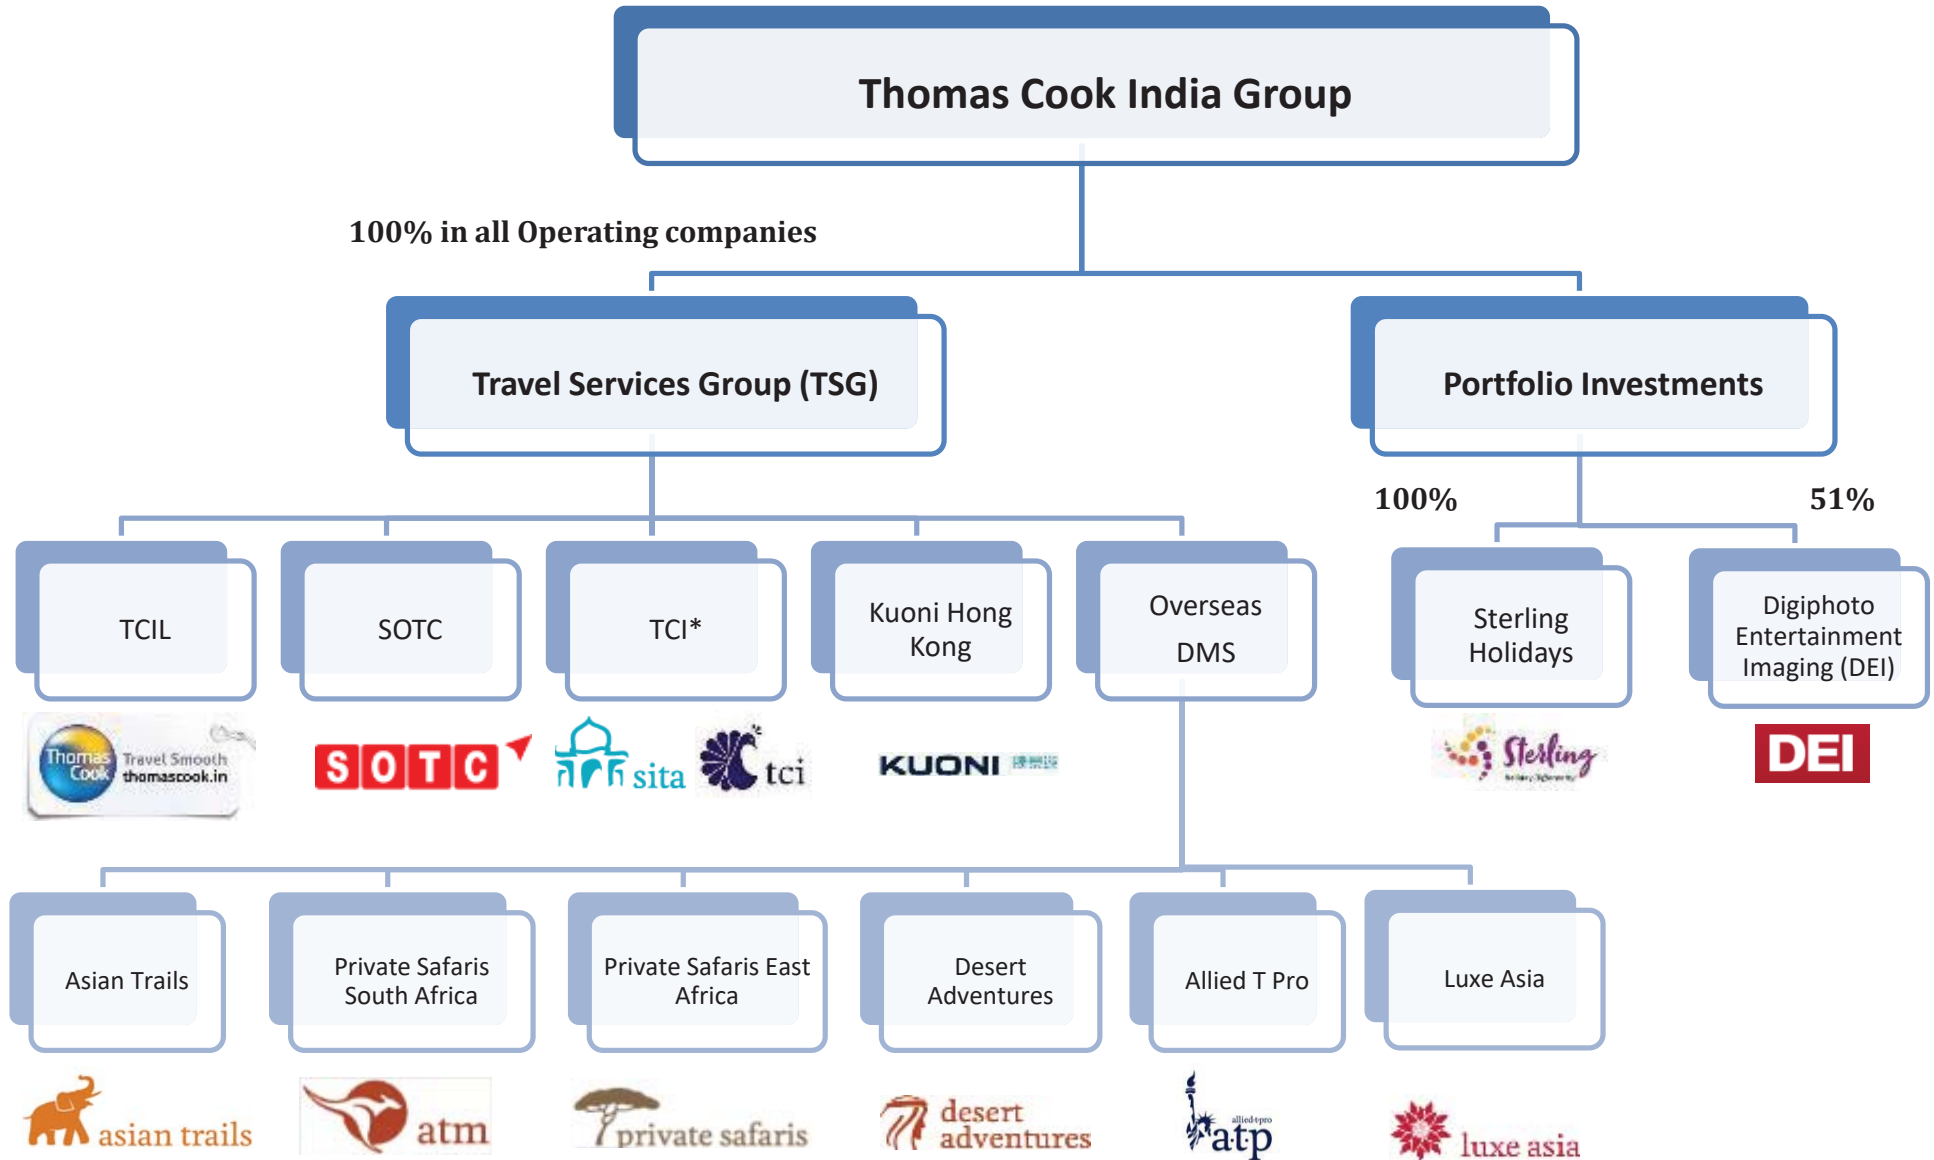 Thomas Cook India Group
100% in all Operating companies
Travel Services Group (TSG)
Portfolio Investments
100%
51%
TCIL
SOTC
TCI*
Kuoni Hong
Kong
Overseas
DMS
Sterling
Holidays
Digiphoto
Entertainment
Imaging (DEI)
Thomas
Cook
Travel Smooth
thomascook.in
SOTC
sita
tci
KUONI
Sterling
DEI
Asian Trails
Private Safaris
South Africa
Private Safaris East
Africa
Desert
Adventures
Allied T Pro
Luxe Asia
asian trails
atm
private safaris
desert
adventures
allied-t-pro
atp
luxe asia